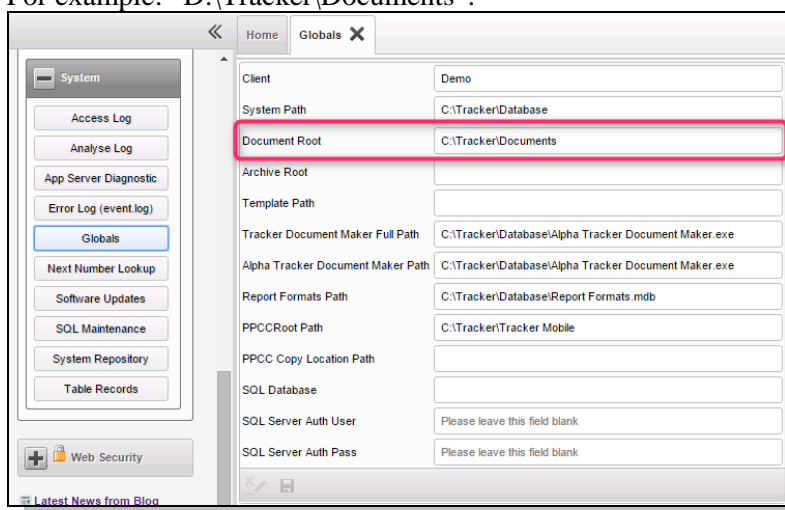 For example: "D:\Tracker\Documents".
Home Globals
System
Access Log
Analyse Log
App Server Diagnostic
Error Log (event.log)
Globals
Next Number Lookup
Software Updates
SQL Maintenance
System Repository
Table Records
Web Security
Latest News from Blog
Client Demo
System Path C:\Tracker\Database
Document Root C:\Tracker\Documents
Archive Root
Template Path
Tracker Document Maker Full Path C:\Tracker\Database\Alpha Tracker Document Maker.exe
Alpha Tracker Document Maker Path C:\Tracker\Database\Alpha Tracker Document Maker.exe
Report Formats Path C:\Tracker\Database\Report Formats.mdb
PPCCRoot Path C:\Tracker\Tracker Mobile
PPCC Copy Location Path
SQL Database
SQL Server Auth User Please leave this field blank
SQL Server Auth Pass Please leave this field blank